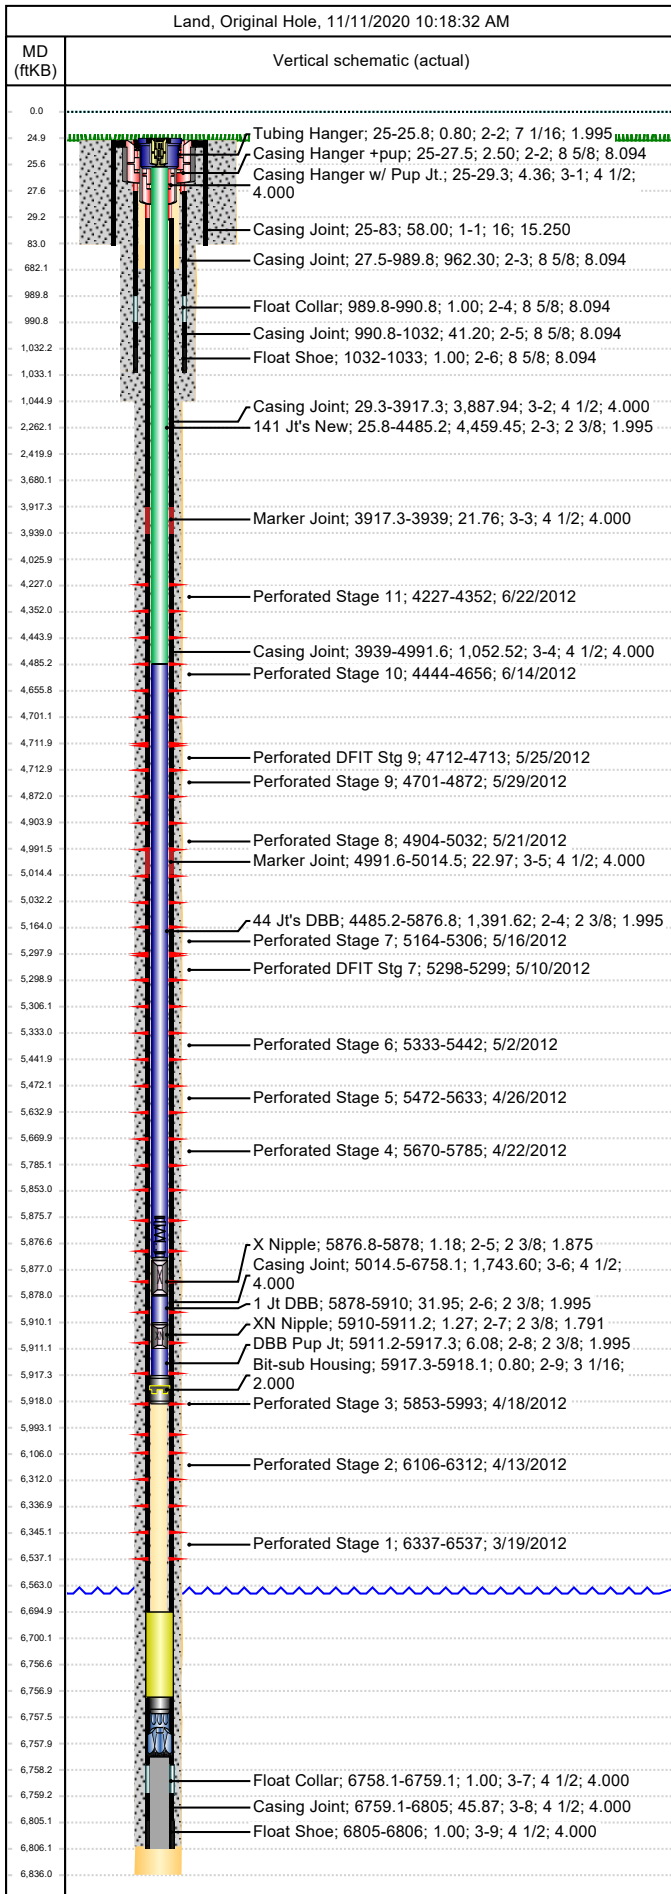 Land, Original Hole, 11/11/2020 10:18:32 AM
MD
(ftKB)
Vertical schematic (actual)
0.0
24.9
25.6
27.6
29.2
83.0
682.1
989.8
990.8
1,032.2
1,033.1
1,044.9
2,262.1
2,419.9
3,680.1
3,917.3
3,939.0
4,025.9
4,227.0
4,352.0
4,443.9
4,485.2
4,655.8
4,701.1
4,711.9
4,712.9
4,872.0
4,903.9
4,991.5
5,014.4
5,032.2
5,164.0
5,297.9
5,298.9
5,306.1
5,333.0
5,441.9
5,472.1
5,632.9
5,669.9
5,785.1
5,853.0
5,875.7
5,876.6
5,877.0
5,878.0
5,910.1
5,911.1
5,917.3
5,918.0
5,993.1
6,106.0
6,312.0
6,336.9
6,345.1
6,537.1
6,563.0
6,694.9
6,700.1
6,756.6
6,756.9
6,757.5
6,757.9
6,758.2
6,759.2
6,805.1
6,806.1
6,836.0
Tubing Hanger; 25-25.8; 0.80; 2-2; 7 1/16; 1.995
Casing Hanger +pup; 25-27.5; 2.50; 2-2; 8 5/8; 8.094
Casing Hanger w/ Pup Jt.; 25-29.3; 4.36; 3-1; 4 1/2;
4.000
Casing Joint; 25-83; 58.00; 1-1; 16; 15.250
Casing Joint; 27.5-989.8; 962.30; 2-3; 8 5/8; 8.094
Float Collar; 989.8-990.8; 1.00; 2-4; 8 5/8; 8.094
Casing Joint; 990.8-1032; 41.20; 2-5; 8 5/8; 8.094
Float Shoe; 1032-1033; 1.00; 2-6; 8 5/8; 8.094
Casing Joint; 29.3-3917.3; 3,887.94; 3-2; 4 1/2; 4.000
141 Jt's New; 25.8-4485.2; 4,459.45; 2-3; 2 3/8; 1.995
Marker Joint; 3917.3-3939; 21.76; 3-3; 4 1/2; 4.000
Perforated Stage 11; 4227-4352; 6/22/2012
Casing Joint; 3939-4991.6; 1,052.52; 3-4; 4 1/2; 4.000
Perforated Stage 10; 4444-4656; 6/14/2012
Perforated DFIT Stg 9; 4712-4713; 5/25/2012
Perforated Stage 9; 4701-4872; 5/29/2012
Perforated Stage 8; 4904-5032; 5/21/2012
Marker Joint; 4991.6-5014.5; 22.97; 3-5; 4 1/2; 4.000
44 Jt's DBB; 4485.2-5876.8; 1,391.62; 2-4; 2 3/8; 1.995
Perforated Stage 7; 5164-5306; 5/16/2012
Perforated DFIT Stg 7; 5298-5299; 5/10/2012
Perforated Stage 6; 5333-5442; 5/2/2012
Perforated Stage 5; 5472-5633; 4/26/2012
Perforated Stage 4; 5670-5785; 4/22/2012
X Nipple; 5876.8-5878; 1.18; 2-5; 2 3/8; 1.875
Casing Joint; 5014.5-6758.1; 1,743.60; 3-6; 4 1/2;
4.000
1 Jt DBB; 5878-5910; 31.95; 2-6; 2 3/8; 1.995
XN Nipple; 5910-5911.2; 1.27; 2-7; 2 3/8; 1.791
DBB Pup Jt; 5911.2-5917.3; 6.08; 2-8; 2 3/8; 1.995
Bit-sub Housing; 5917.3-5918.1; 0.80; 2-9; 3 1/16;
2.000
Perforated Stage 3; 5853-5993; 4/18/2012
Perforated Stage 2; 6106-6312; 4/13/2012
Perforated Stage 1; 6337-6537; 3/19/2012
Float Collar; 6758.1-6759.1; 1.00; 3-7; 4 1/2; 4.000
Casing Joint; 6759.1-6805; 45.87; 3-8; 4 1/2; 4.000
Float Shoe; 6805-6806; 1.00; 3-9; 4 1/2; 4.000